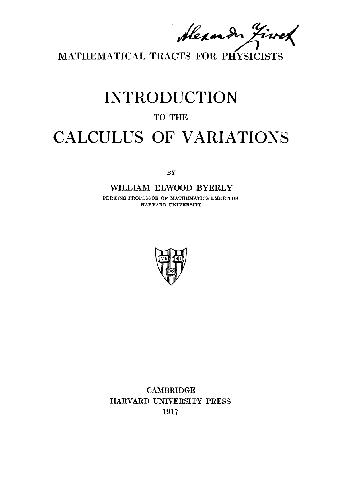 Alexander Ziwet
MATHEMATICAL TRACTS FOR PHYSICISTS
INTRODUCTION
TO THE
CALCULUS OF VARIATIONS
BY
WILLIAM ELWOOD BYERLY
PERKINS PROFESSOR OF MATHEMATICS EMERITUS
HARVARD UNIVERSITY
CAMBRIDGE
HARVARD UNIVERSITY PRESS
1917